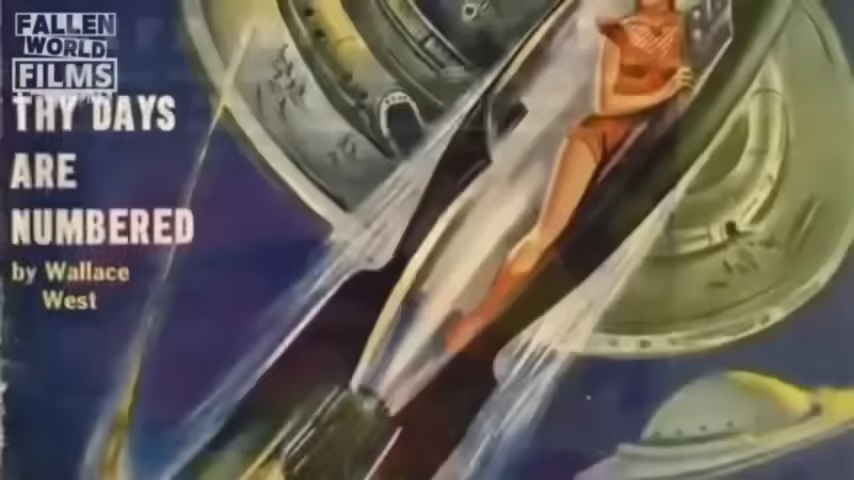 FALLEN
WORLD
FILMS
THY DAYS
ARE
NUMBERED
by Wallace
West